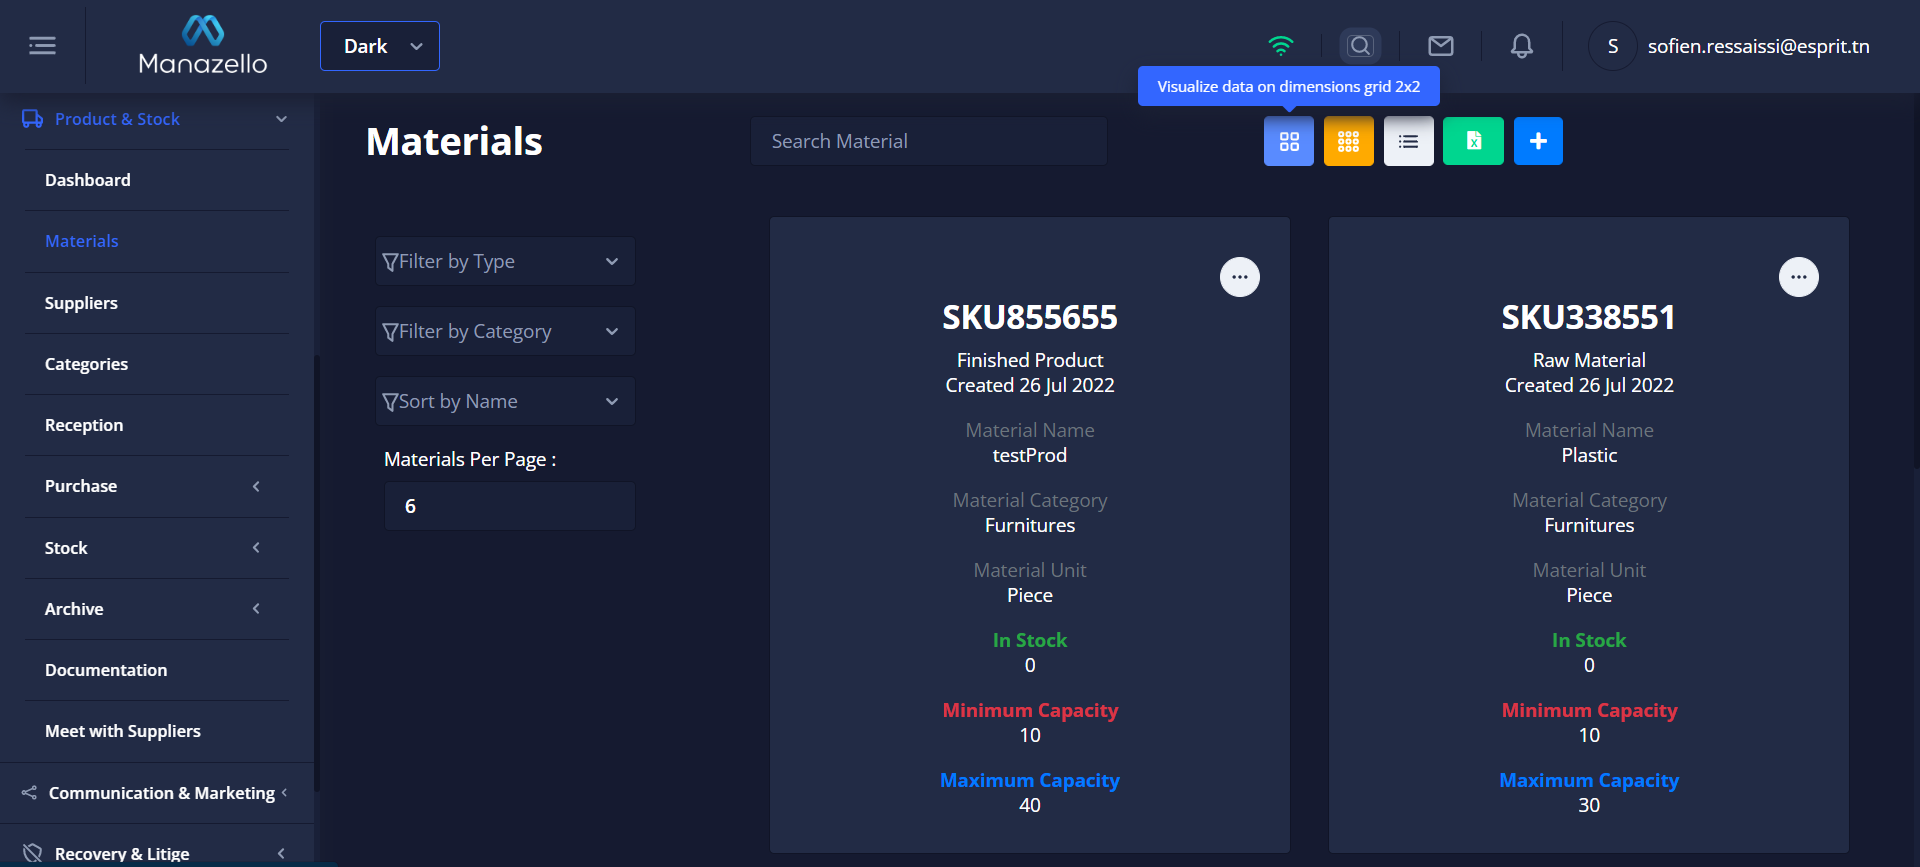 Manazello
Dark
S
sofien.ressaissi@esprit.tn
Visualize data on dimensions grid 2x2
Product & Stock
Dashboard
Materials
Suppliers
Categories
Reception
Purchase
Stock
Archive
Documentation
Meet with Suppliers
Communication & Marketing
Recovery & Litige
Materials
Search Material
Filter by Type
Filter by Category
Sort by Name
Materials Per Page :
6
SKU855655
Finished Product
Created 26 Jul 2022
Material Name
testProd
Material Category
Furnitures
Material Unit
Piece
In Stock
0
Minimum Capacity
10
Maximum Capacity
40
SKU338551
Raw Material
Created 26 Jul 2022
Material Name
Plastic
Material Category
Furnitures
Material Unit
Piece
In Stock
0
Minimum Capacity
10
Maximum Capacity
30